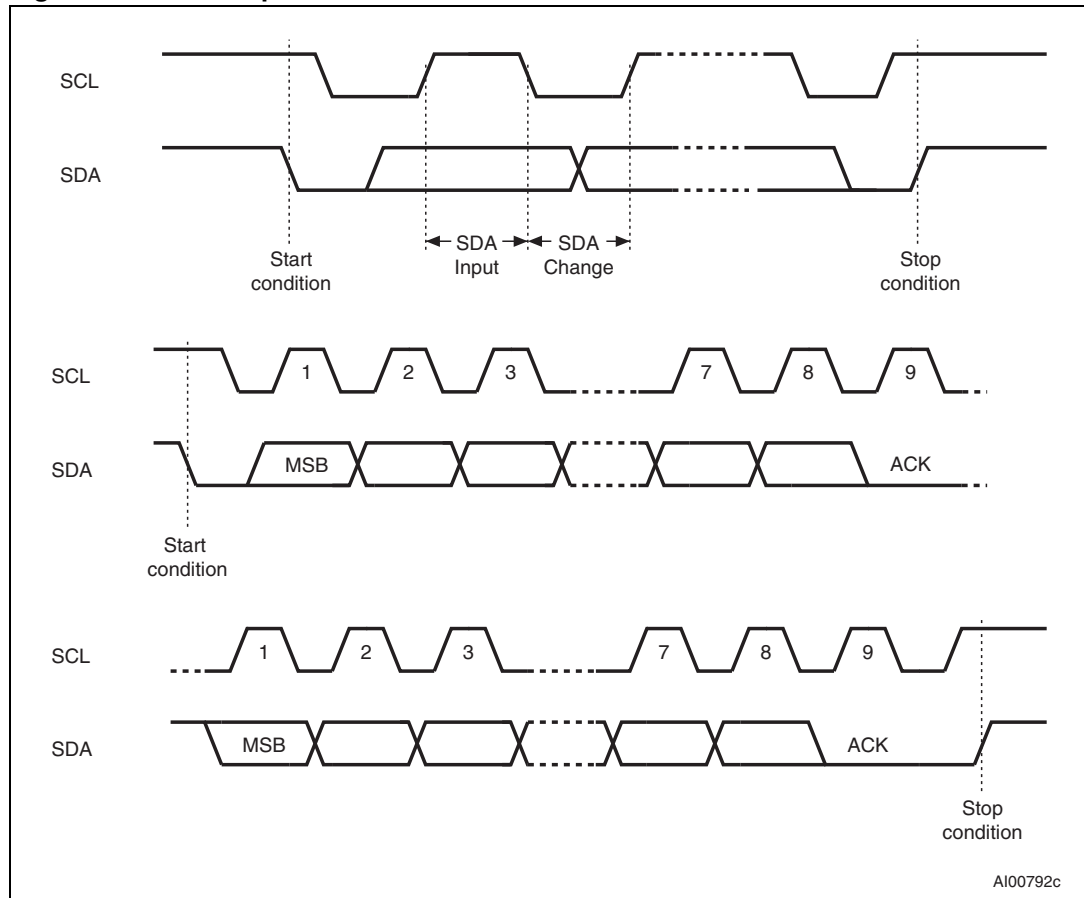 SCL
SDA
SDA
Input
SDA
Change
Start
condition
Stop
condition
SCL
1 2 3 7 8 9
SDA
MSB ACK
Start
condition
SCL
1 2 3 7 8 9
SDA
MSB ACK
Stop
condition
AI00792c